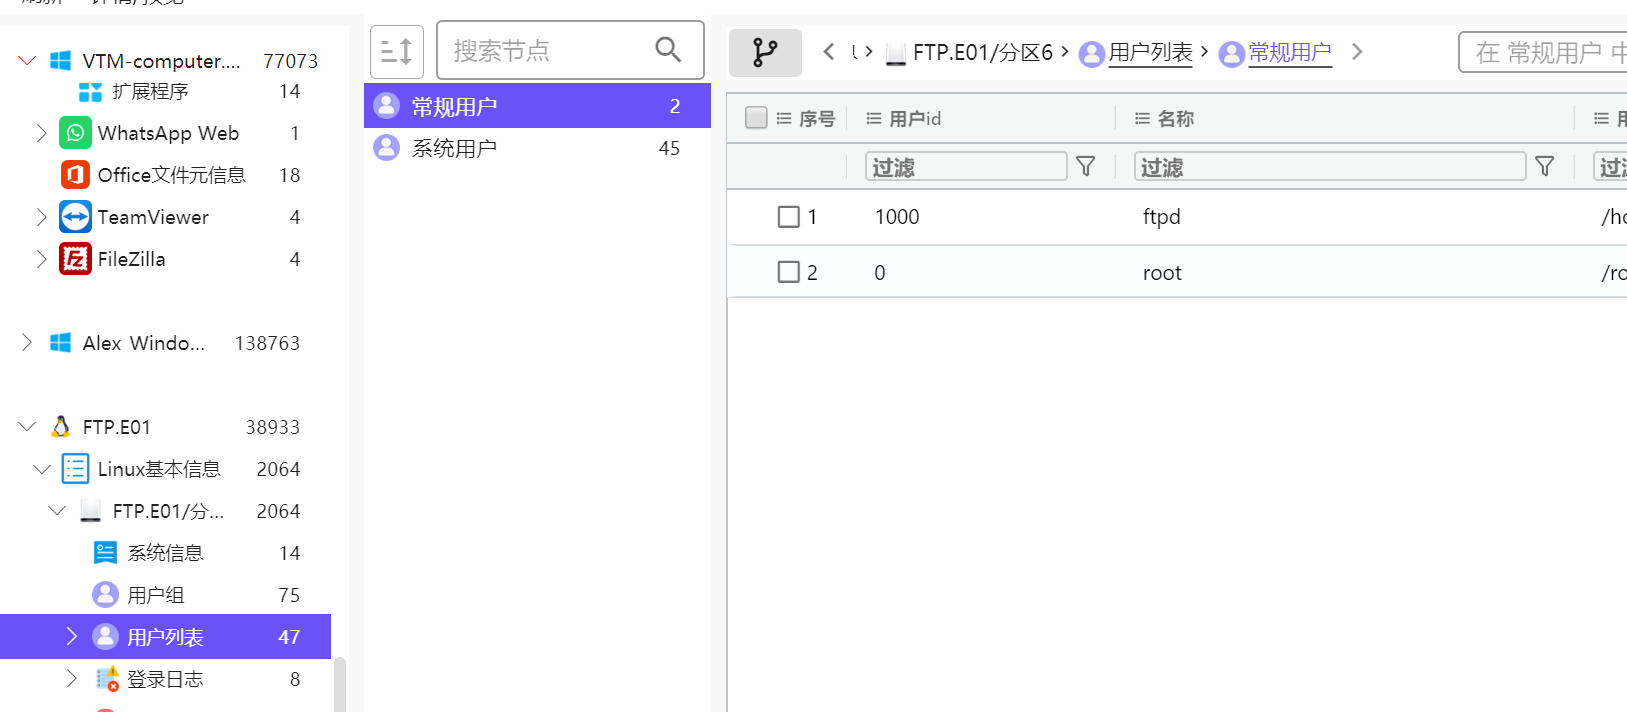 VTM-computer.... 77073
扩展程序 14
WhatsApp Web 1
Office文件元信息 18
TeamViewer 4
FileZilla 4
Alex Windo... 138763
FTP.E01 38933
Linux基本信息 2064
FTP.E01/分... 2064
系统信息 14
用户组 75
用户列表 47
登录日志 8
搜索节点
常规用户 2
系统用户 45
FTP.E01/分区6 > 用户列表 > 常规用户 >
在 常规用户 中
序号 用户id 名称
过滤 过滤
1 1000 ftpd
2 0 root